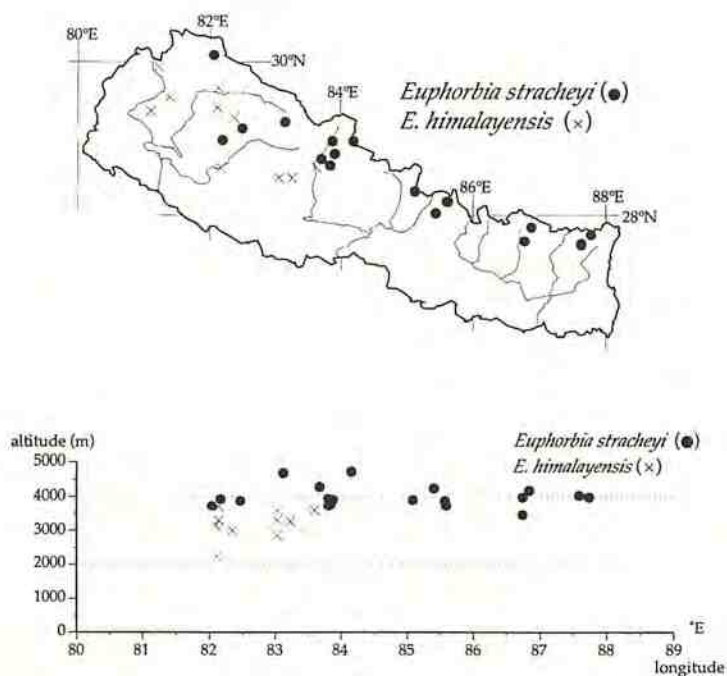 82°E
80°E
30°N
84°E
Euphorbia stracheyi (●)
E. himalayensis (×)
86°E
88°E
28°N
altitude (m)
Euphorbia stracheyi (●)
E. himalayensis (×)
5000
4000
3000
2000
1000
0
°E
80 81 82 83 84 85 86 87 88 89
longitude